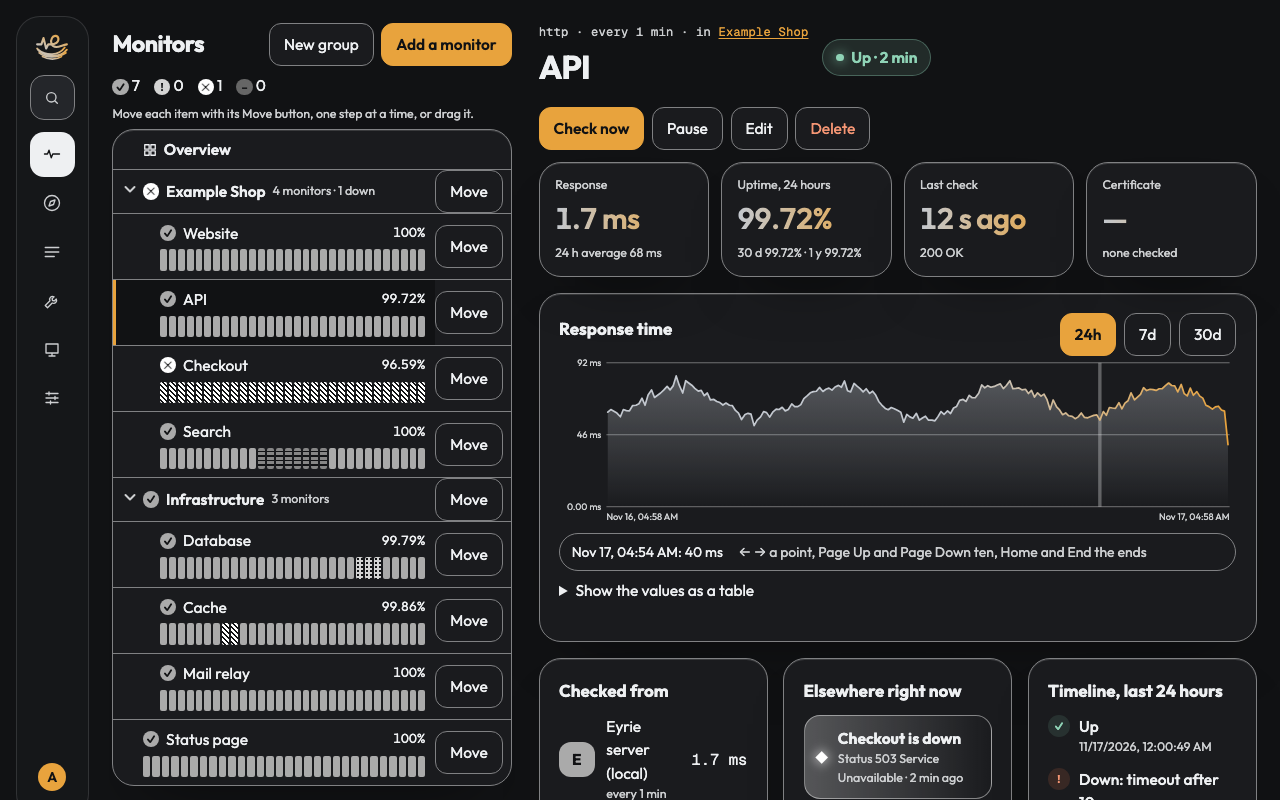 Monitors
New group
Add a monitor
7 0 1 0
Move each item with its Move button, one step at a time, or drag it.
Overview
Example Shop 4 monitors · 1 down Move
Website 100% Move
API 99.72% Move
Checkout 96.59% Move
Search 100% Move
Infrastructure 3 monitors Move
Database 99.79% Move
Cache 99.86% Move
Mail relay 100% Move
Status page 100% Move
A
http · every 1 min · in Example Shop
API
Up · 2 min
Check now Pause Edit Delete
Response
1.7 ms
24 h average 68 ms
Uptime, 24 hours
99.72%
30 d 99.72% · 1 y 99.72%
Last check
12 s ago
200 OK
Certificate
—
none checked
Response time
24h 7d 30d
92 ms
46 ms
0.00 ms
Nov 16, 04:58 AM Nov 17, 04:58 AM
Nov 17, 04:54 AM: 40 ms ← → a point, Page Up and Page Down ten, Home and End the ends
Show the values as a table
Checked from
E
Eyrie
server
(local)
every 1 min
1.7 ms
Elsewhere right now
Checkout is down
Status 503 Service
Unavailable · 2 min ago
Timeline, last 24 hours
Up
11/17/2026, 12:00:49 AM
Down: timeout after